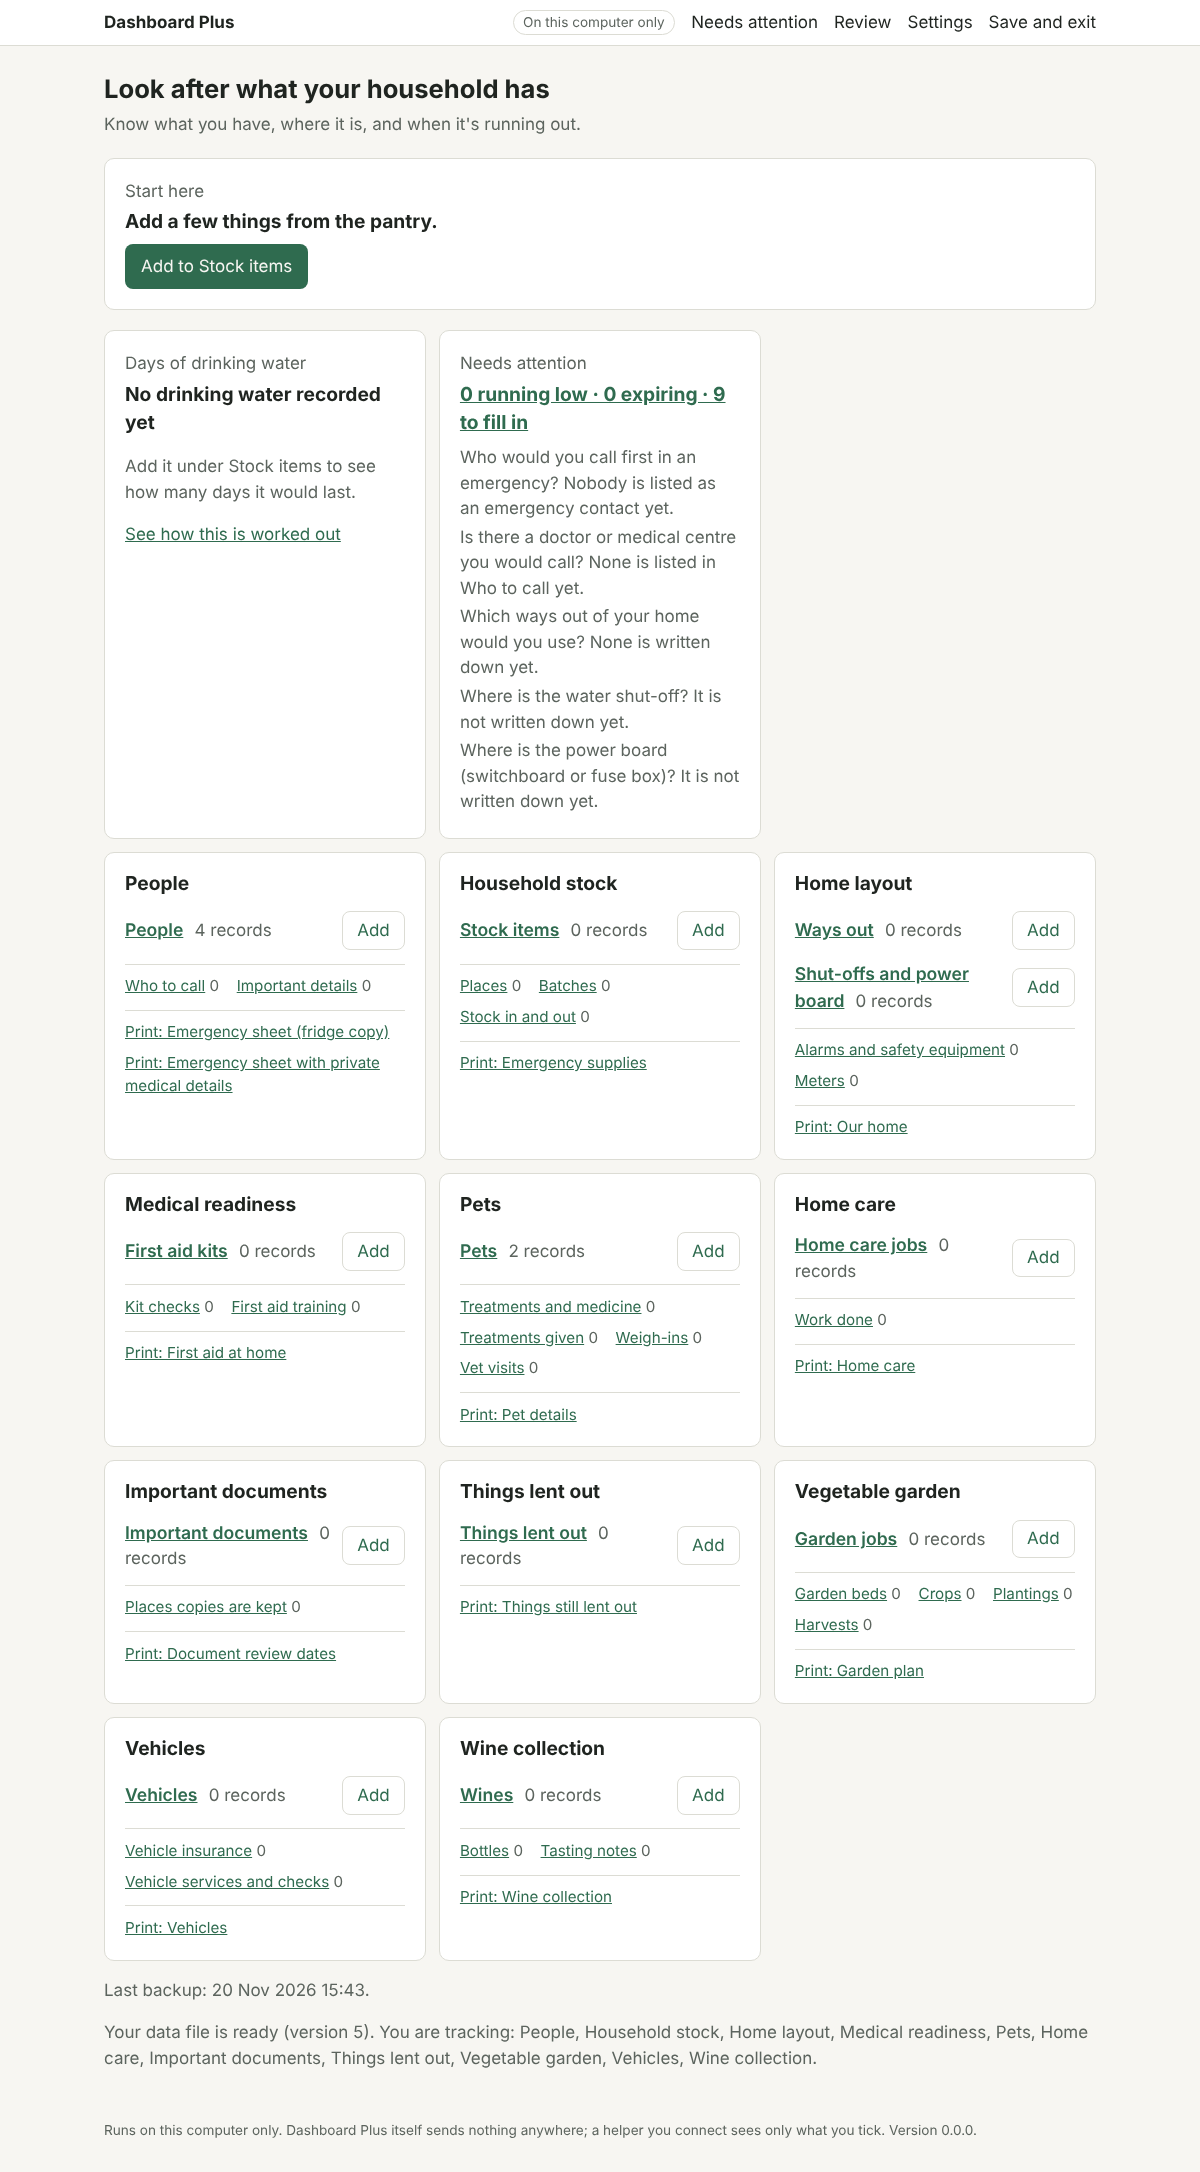 Dashboard Plus
On this computer only
Needs attention
Review
Settings
Save and exit
Look after what your household has
Know what you have, where it is, and when it's running out.
Start here
Add a few things from the pantry.
Add to Stock items
Days of drinking water
No drinking water recorded
yet
Add it under Stock items to see
how many days it would last.
See how this is worked out
Needs attention
0 running low · 0 expiring · 9
to fill in
Who would you call first in an
emergency? Nobody is listed as
an emergency contact yet.
Is there a doctor or medical centre
you would call? None is listed in
Who to call yet.
Which ways out of your home
would you use? None is written
down yet.
Where is the water shut-off? It is
not written down yet.
Where is the power board
(switchboard or fuse box)? It is not
written down yet.
People
People 4 records Add
Who to call 0 Important details 0
Print: Emergency sheet (fridge copy)
Print: Emergency sheet with private
medical details
Household stock
Stock items 0 records Add
Places 0 Batches 0
Stock in and out 0
Print: Emergency supplies
Home layout
Ways out 0 records Add
Shut-offs and power
board 0 records Add
Alarms and safety equipment 0
Meters 0
Print: Our home
Medical readiness
First aid kits 0 records Add
Kit checks 0 First aid training 0
Print: First aid at home
Pets
Pets 2 records Add
Treatments and medicine 0
Treatments given 0 Weigh-ins 0
Vet visits 0
Print: Pet details
Home care
Home care jobs 0
records Add
Work done 0
Print: Home care
Important documents
Important documents 0
records Add
Places copies are kept 0
Print: Document review dates
Things lent out
Things lent out 0
records Add
Print: Things still lent out
Vegetable garden
Garden jobs 0 records Add
Garden beds 0 Crops 0 Plantings 0
Harvests 0
Print: Garden plan
Vehicles
Vehicles 0 records Add
Vehicle insurance 0
Vehicle services and checks 0
Print: Vehicles
Wine collection
Wines 0 records Add
Bottles 0 Tasting notes 0
Print: Wine collection
Last backup: 20 Nov 2026 15:43.
Your data file is ready (version 5). You are tracking: People, Household stock, Home layout, Medical readiness, Pets, Home
care, Important documents, Things lent out, Vegetable garden, Vehicles, Wine collection.
Runs on this computer only. Dashboard Plus itself sends nothing anywhere; a helper you connect sees only what you tick. Version 0.0.0.